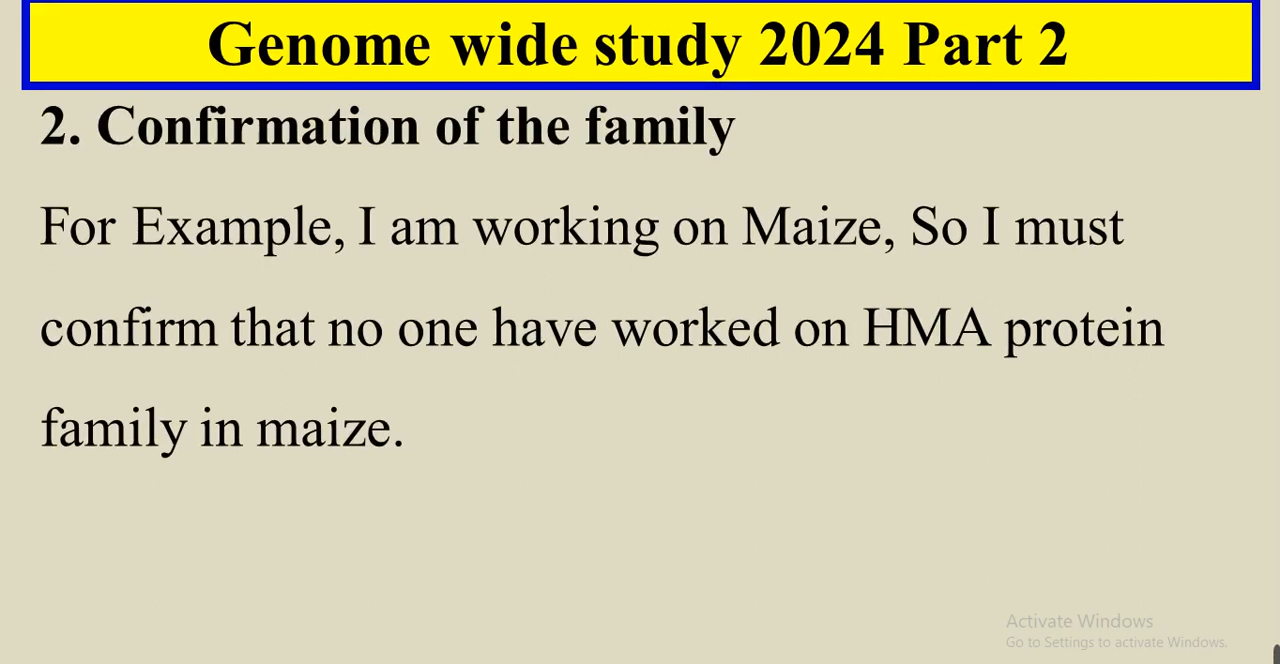 Genome wide study 2024 Part 2
2. Confirmation of the family
For Example, I am working on Maize, So I must
confirm that no one have worked on HMA protein
family in maize.
Activate Windows
Go to Settings to activate Windows.